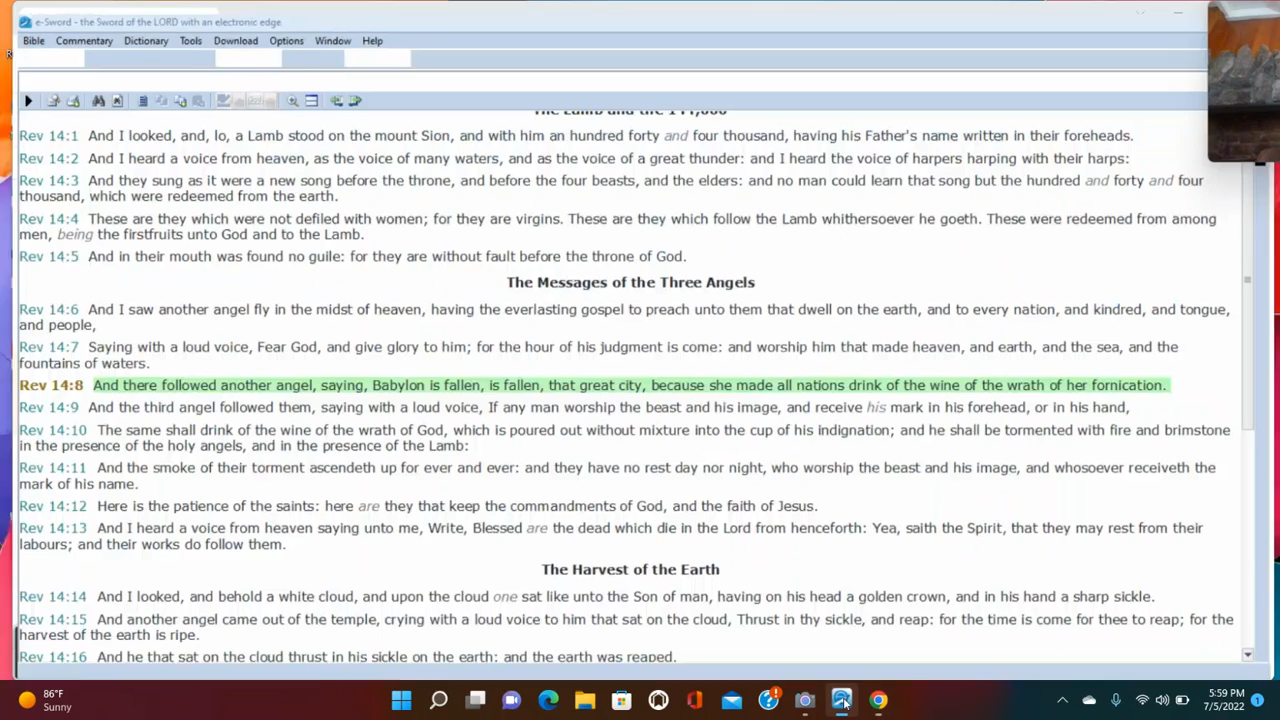 e-Sword - the Sword of the LORD with an electronic edge.
Bible Commentary Dictionary Tools Download Options Window Help
Rev 14:1 And I looked, and, lo, a Lamb stood on the mount Sion, and with him an hundred forty and four thousand, having his Father's name written in their foreheads.
Rev 14:2 And I heard a voice from heaven, as the voice of many waters, and as the voice of a great thunder: and I heard the voice of harpers harping with their harps:
Rev 14:3 And they sung as it were a new song before the throne, and before the four beasts, and the elders: and no man could learn that song but the hundred and forty and four
thousand, which were redeemed from the earth.
Rev 14:4 These are they which were not defiled with women; for they are virgins. These are they which follow the Lamb whithersoever he goeth. These were redeemed from among
men, being the firstfruits unto God and to the Lamb.
Rev 14:5 And in their mouth was found no guile: for they are without fault before the throne of God.
The Messages of the Three Angels
Rev 14:6 And I saw another angel fly in the midst of heaven, having the everlasting gospel to preach unto them that dwell on the earth, and to every nation, and kindred, and tongue,
and people,
Rev 14:7 Saying with a loud voice, Fear God, and give glory to him; for the hour of his judgment is come: and worship him that made heaven, and earth, and the sea, and the
fountains of waters.
Rev 14:8 And there followed another angel, saying, Babylon is fallen, is fallen, that great city, because she made all nations drink of the wine of the wrath of her fornication.
Rev 14:9 And the third angel followed them, saying with a loud voice, If any man worship the beast and his image, and receive his mark in his forehead, or in his hand,
Rev 14:10 The same shall drink of the wine of the wrath of God, which is poured out without mixture into the cup of his indignation; and he shall be tormented with fire and brimstone
in the presence of the holy angels, and in the presence of the Lamb:
Rev 14:11 And the smoke of their torment ascendeth up for ever and ever: and they have no rest day nor night, who worship the beast and his image, and whosoever receiveth the
mark of his name.
Rev 14:12 Here is the patience of the saints: here are they that keep the commandments of God, and the faith of Jesus.
Rev 14:13 And I heard a voice from heaven saying unto me, Write, Blessed are the dead which die in the Lord from henceforth: Yea, saith the Spirit, that they may rest from their
labours; and their works do follow them.
The Harvest of the Earth
Rev 14:14 And I looked, and behold a white cloud, and upon the cloud one sat like unto the Son of man, having on his head a golden crown, and in his hand a sharp sickle.
Rev 14:15 And another angel came out of the temple, crying with a loud voice to him that sat on the cloud, Thrust in thy sickle, and reap: for the time is come for thee to reap; for the
harvest of the earth is ripe.
Rev 14:16 And he that sat on the cloud thrust in his sickle on the earth: and the earth was reaped.
86°F
Sunny
5:59 PM
7/5/2022